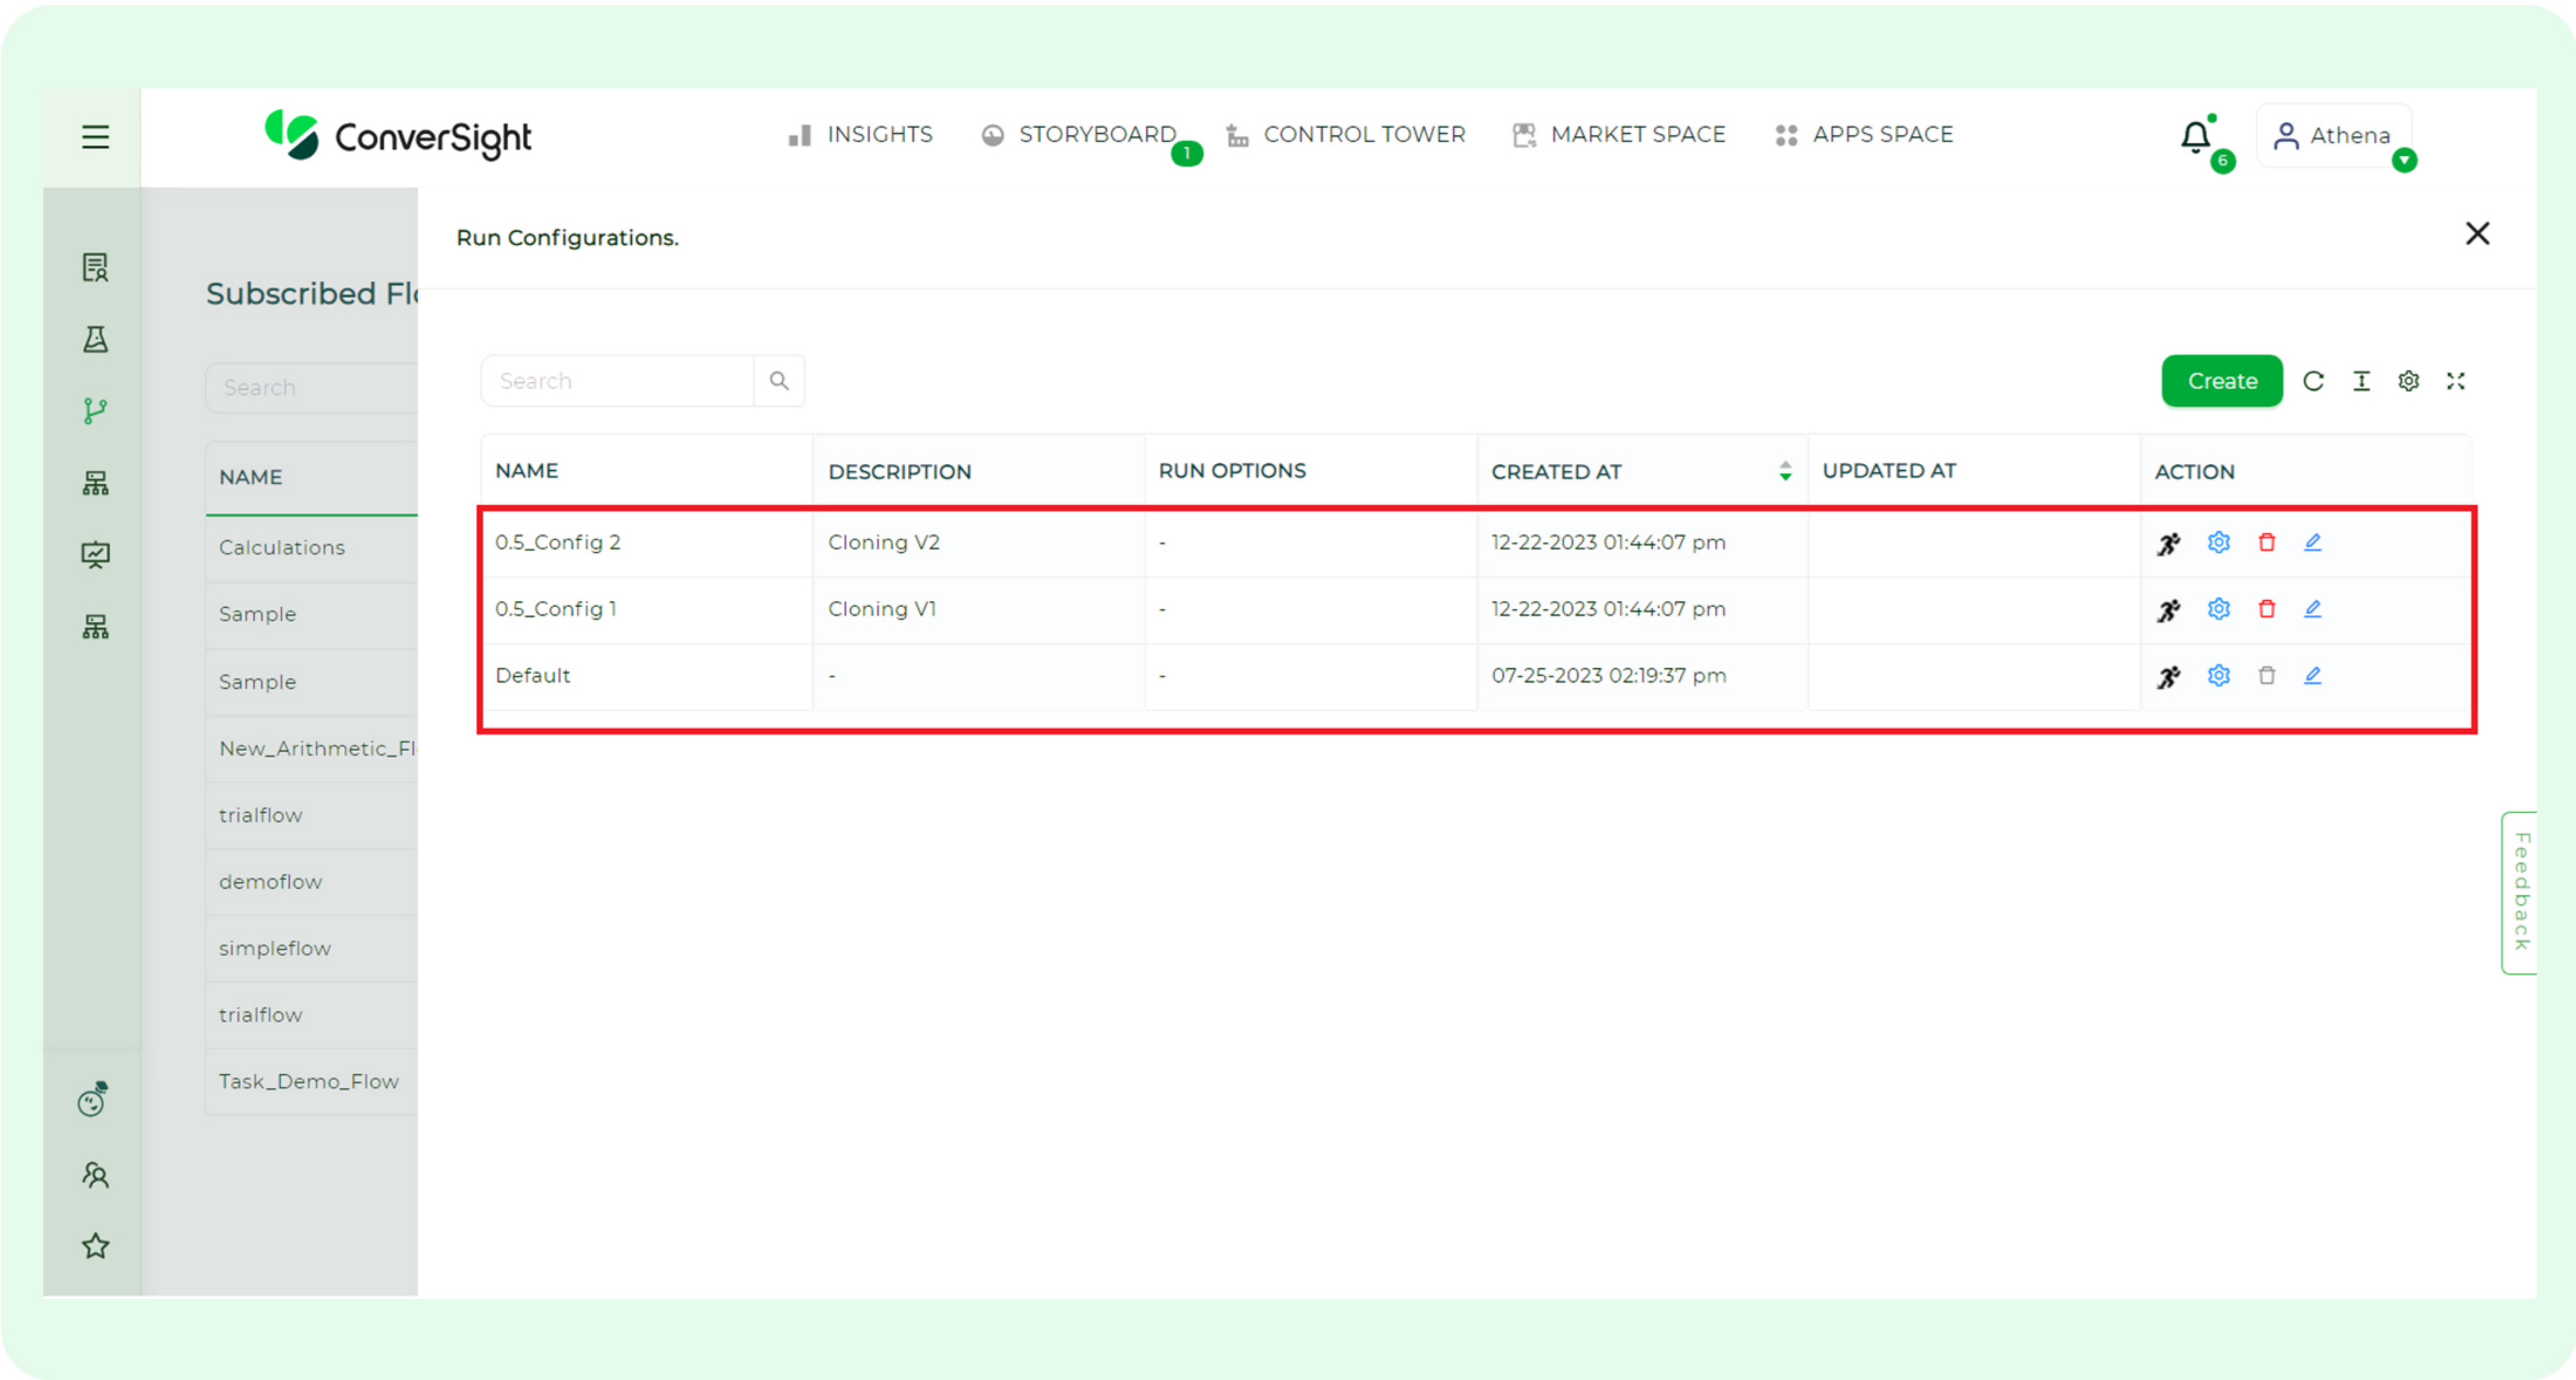 ConverSight INSIGHTS STORYBOARD 1 CONTROL TOWER MARKET SPACE APPS SPACE 6 Athena
Run Configurations.
Subscribed Flo
Search
Search Create
NAME
NAME DESCRIPTION RUN OPTIONS CREATED AT UPDATED AT ACTION
0.5_Config 2 Cloning V2 - 12-22-2023 01:44:07 pm
0.5_Config 1 Cloning V1 - 12-22-2023 01:44:07 pm
Default - - 07-25-2023 02:19:37 pm
Calculations
Sample
Sample
New_Arithmetic_Fl
trialflow
demoflow
simpleflow
trialflow
Task_Demo_Flow
Feedback